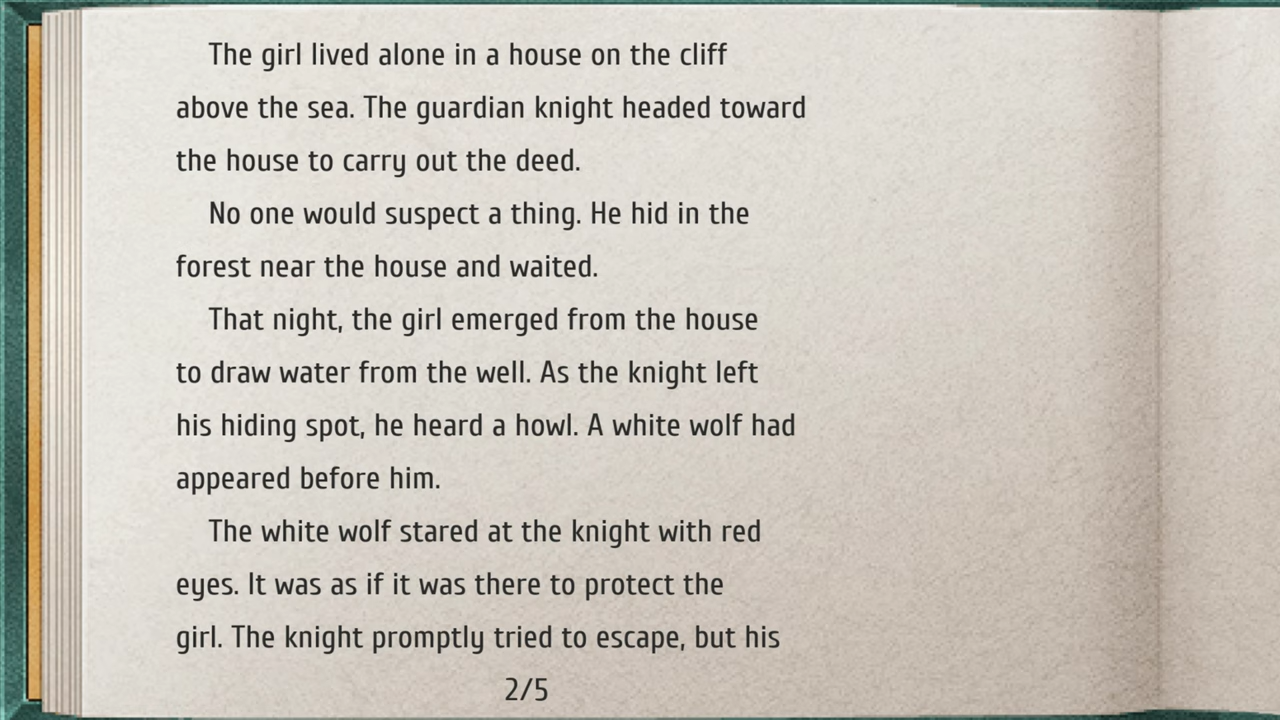 The girl lived alone in a house on the cliff
above the sea. The guardian knight headed toward
the house to carry out the deed.
No one would suspect a thing. He hid in the
forest near the house and waited.
That night, the girl emerged from the house
to draw water from the well. As the knight left
his hiding spot, he heard a howl. A white wolf had
appeared before him.
The white wolf stared at the knight with red
eyes. It was as if it was there to protect the
girl. The knight promptly tried to escape, but his
2/5